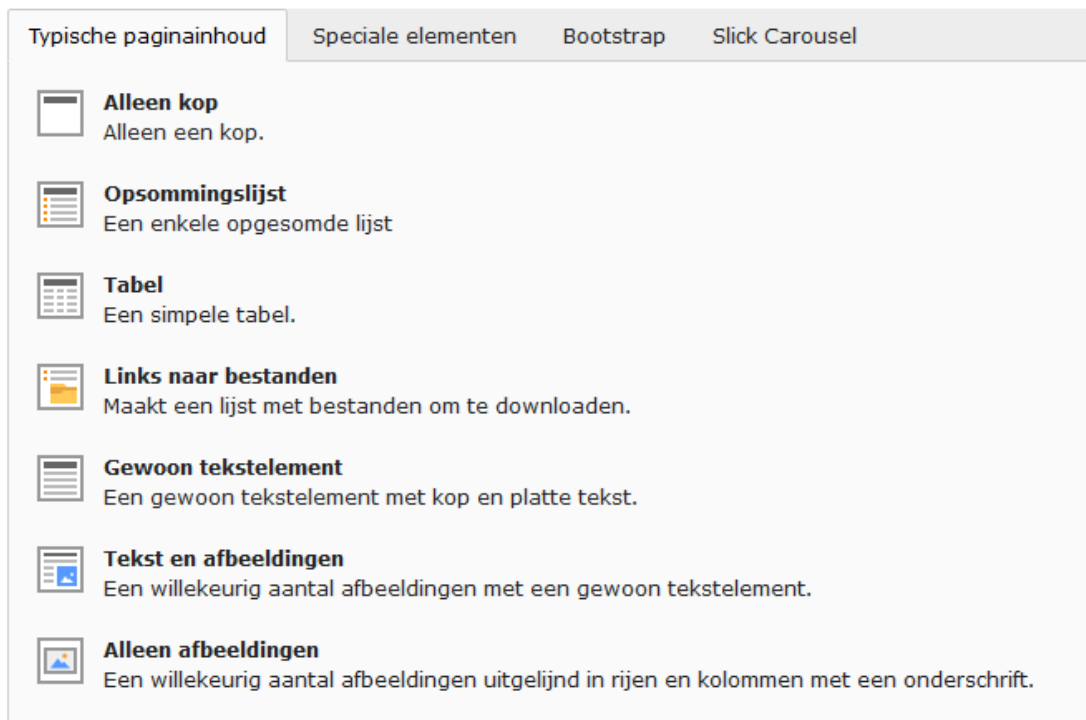 Typische paginainhoud
Speciale elementen
Bootstrap
Slick Carousel
Alleen kop
Alleen een kop.
Opsommingslijst
Een enkele opgesomde lijst
Tabel
Een simpele tabel.
Links naar bestanden
Maakt een lijst met bestanden om te downloaden.
Gewoon tekstelement
Een gewoon tekstelement met kop en platte tekst.
Tekst en afbeeldingen
Een willekeurig aantal afbeeldingen met een gewoon tekstelement.
Alleen afbeeldingen
Een willekeurig aantal afbeeldingen uitgelijnd in rijen en kolommen met een onderschrift.